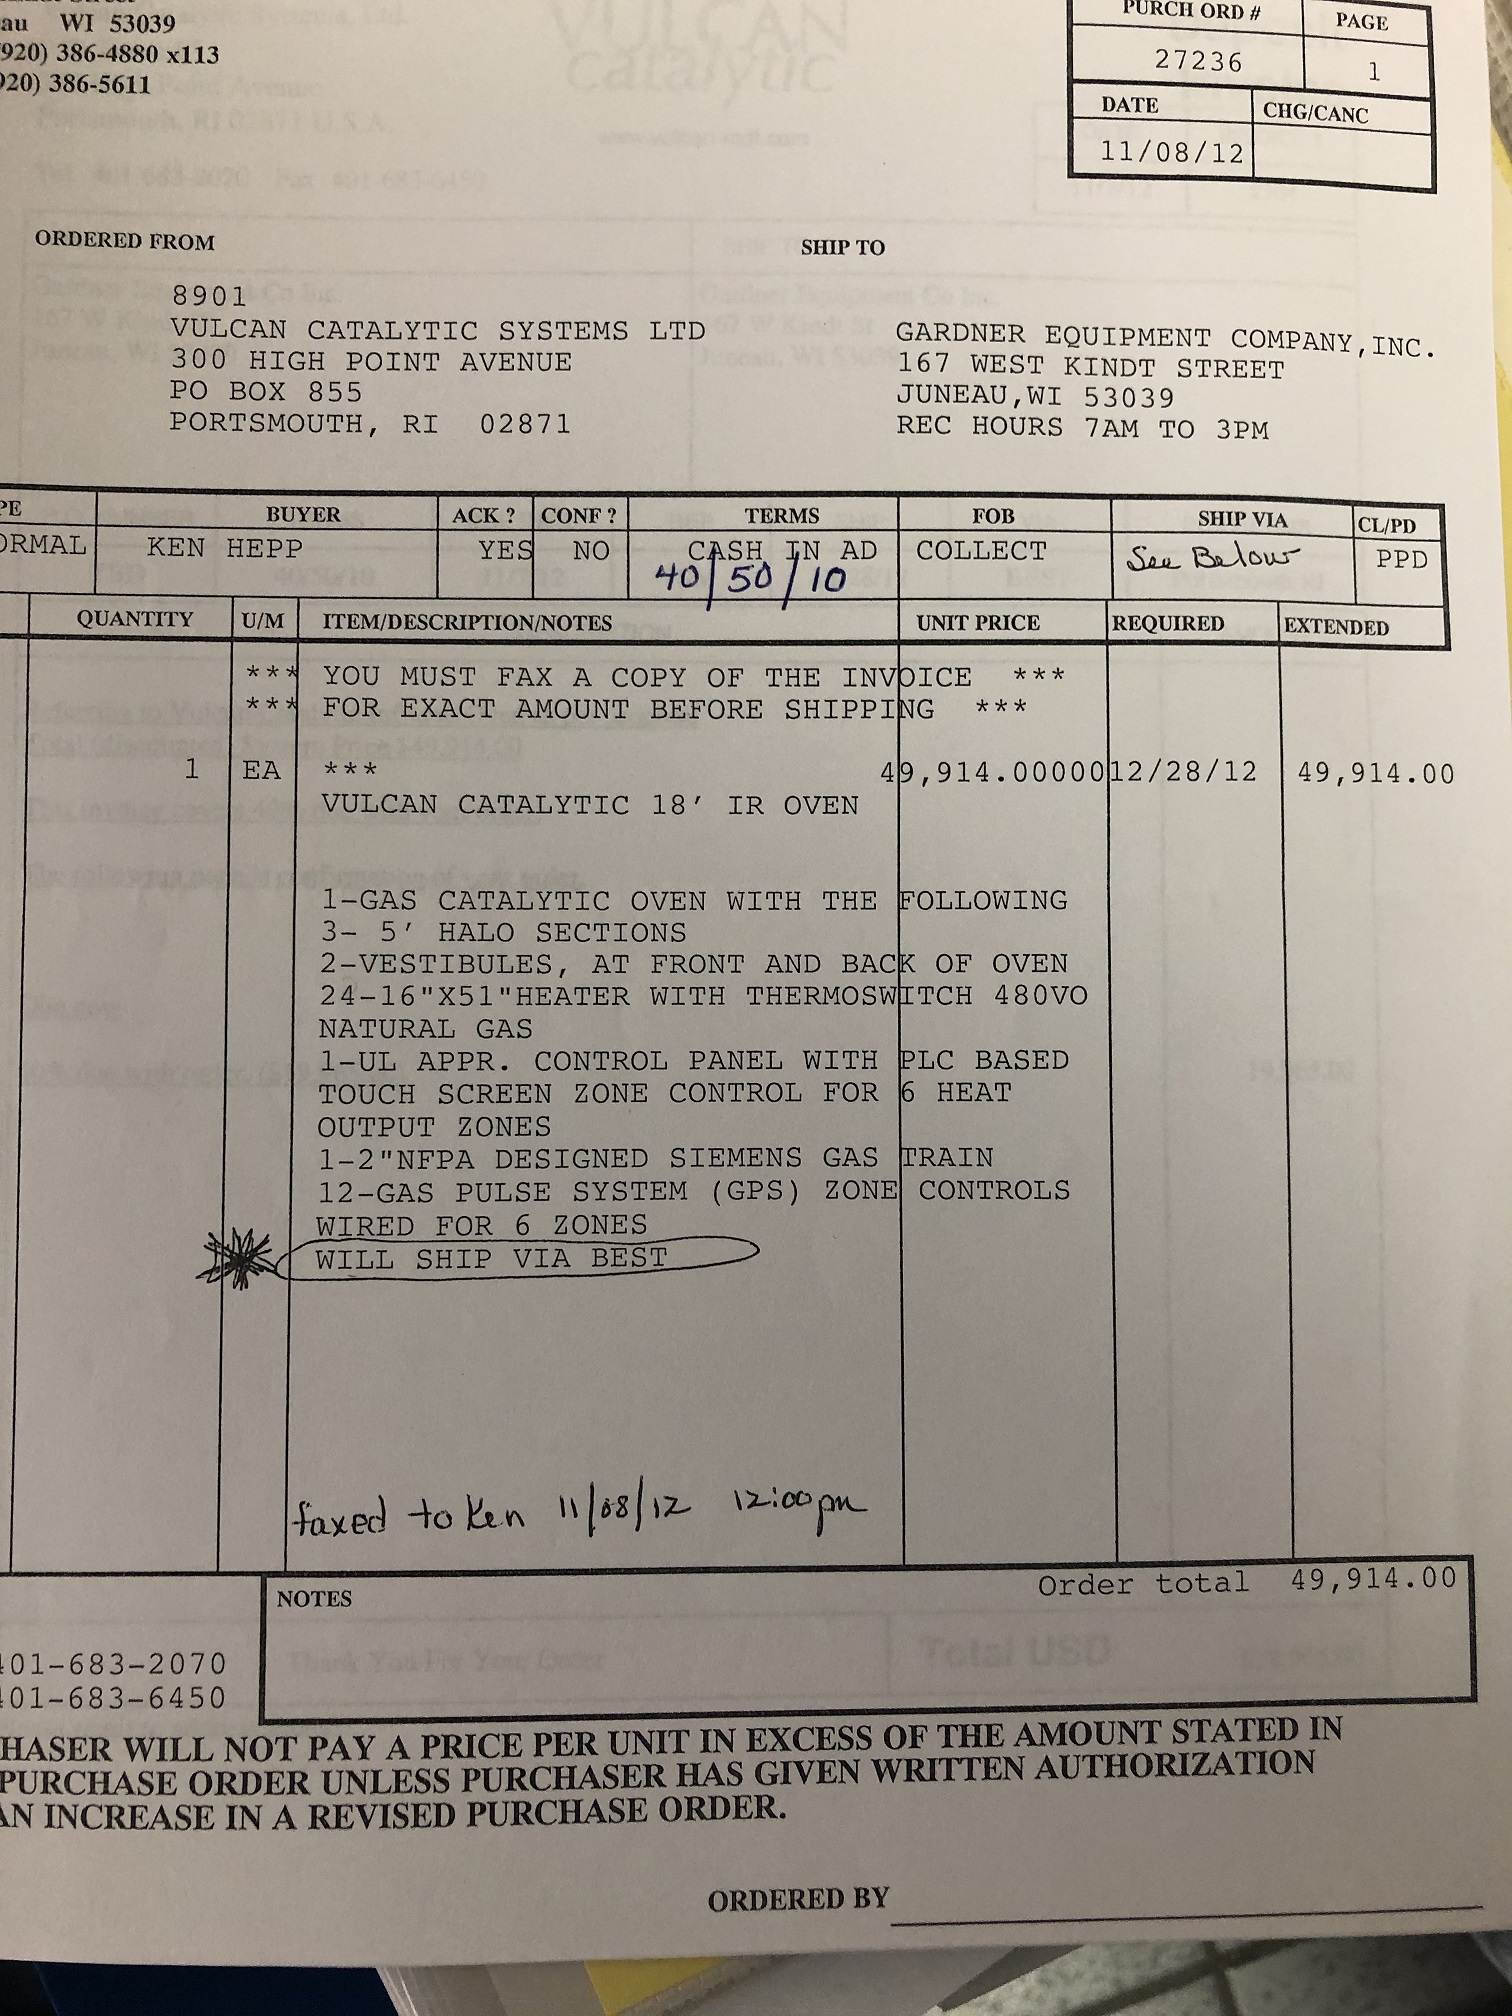 au WI 53039
920) 386-4880 x113
920) 386-5611
PURCH ORD # PAGE
27236 1
DATE CHG/CANC
11/08/12
ORDERED FROM SHIP TO
8901
VULCAN CATALYTIC SYSTEMS LTD
300 HIGH POINT AVENUE
PO BOX 855
PORTSMOUTH, RI 02871
GARDNER EQUIPMENT COMPANY,INC.
167 WEST KINDT STREET
JUNEAU,WI 53039
REC HOURS 7AM TO 3PM
PE BUYER ACK ? CONF ? TERMS FOB SHIP VIA CL/PD
ORMAL KEN HEPP YES NO CASH IN AD COLLECT See Below PPD
40/50/10
QUANTITY U/M ITEM/DESCRIPTION/NOTES UNIT PRICE REQUIRED EXTENDED
*** YOU MUST FAX A COPY OF THE INVOICE ***
*** FOR EXACT AMOUNT BEFORE SHIPPING ***
1 EA *** 49,914.00000 12/28/12 49,914.00
VULCAN CATALYTIC 18' IR OVEN
1-GAS CATALYTIC OVEN WITH THE FOLLOWING
3- 5' HALO SECTIONS
2-VESTIBULES, AT FRONT AND BACK OF OVEN
24-16"X51"HEATER WITH THERMOSWITCH 480VO
NATURAL GAS
1-UL APPR. CONTROL PANEL WITH PLC BASED
TOUCH SCREEN ZONE CONTROL FOR 6 HEAT
OUTPUT ZONES
1-2"NFPA DESIGNED SIEMENS GAS TRAIN
12-GAS PULSE SYSTEM (GPS) ZONE CONTROLS
WIRED FOR 6 ZONES
WILL SHIP VIA BEST
faxed to Ken 11/08/12 12:00pm
Order total 49,914.00
NOTES
401-683-2070
401-683-6450
HASER WILL NOT PAY A PRICE PER UNIT IN EXCESS OF THE AMOUNT STATED IN
PURCHASE ORDER UNLESS PURCHASER HAS GIVEN WRITTEN AUTHORIZATION
AN INCREASE IN A REVISED PURCHASE ORDER.
ORDERED BY